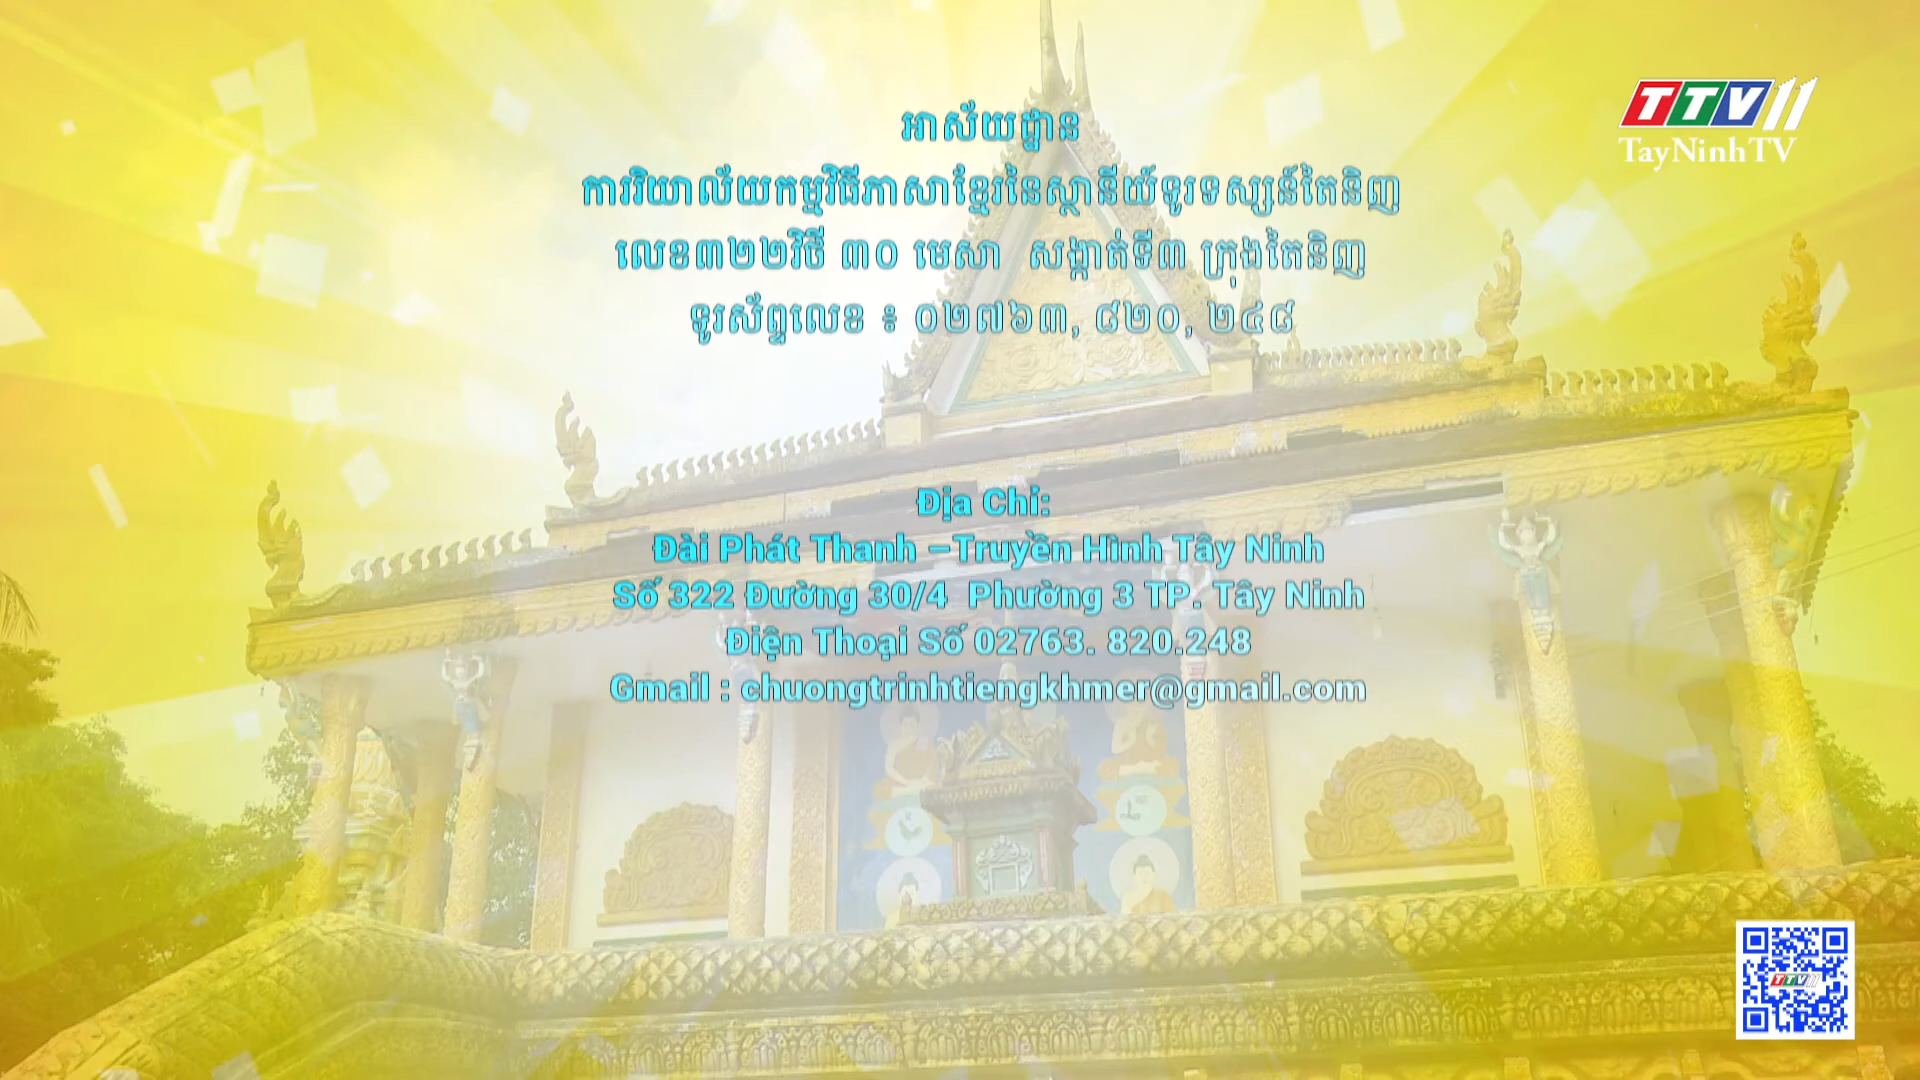 TTV11
TayNinhTV
អាស័យដ្ឋាន
ការរិយាល័យកម្មវិធីភាសាខ្មែរនៃស្ថានីយ៍ទូរទស្សន៍តៃនិញ
លេខ៣២២វិថី ៣០ មេសា សង្កាត់ទី៣ ក្រុងតៃនិញ
ទូរស័ព្ទលេខ ៖ ០២៧៦៣, ៨២០, ២៤៨
Địa Chỉ:
Đài Phát Thanh –Truyền Hình Tây Ninh
Số 322 Đường 30/4 Phường 3 TP. Tây Ninh
Điện Thoại Số 02763. 820.248
Gmail : chuongtrinhtiengkhmer@gmail.com
TTV11